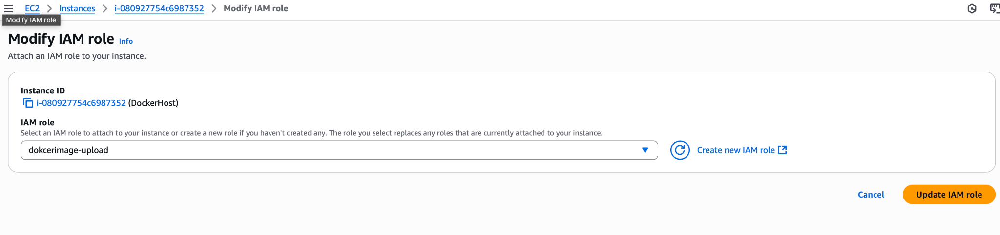 EC2 > Instances > i-080927754c6987352 > Modify IAM role
Modify IAM role
Modify IAM role Info
Attach an IAM role to your instance.
Instance ID
i-080927754c6987352 (DockerHost)
IAM role
Select an IAM role to attach to your instance or create a new role if you haven't created any. The role you select replaces any roles that are currently attached to your instance.
dokcerimage-upload
Create new IAM role
Cancel
Update IAM role